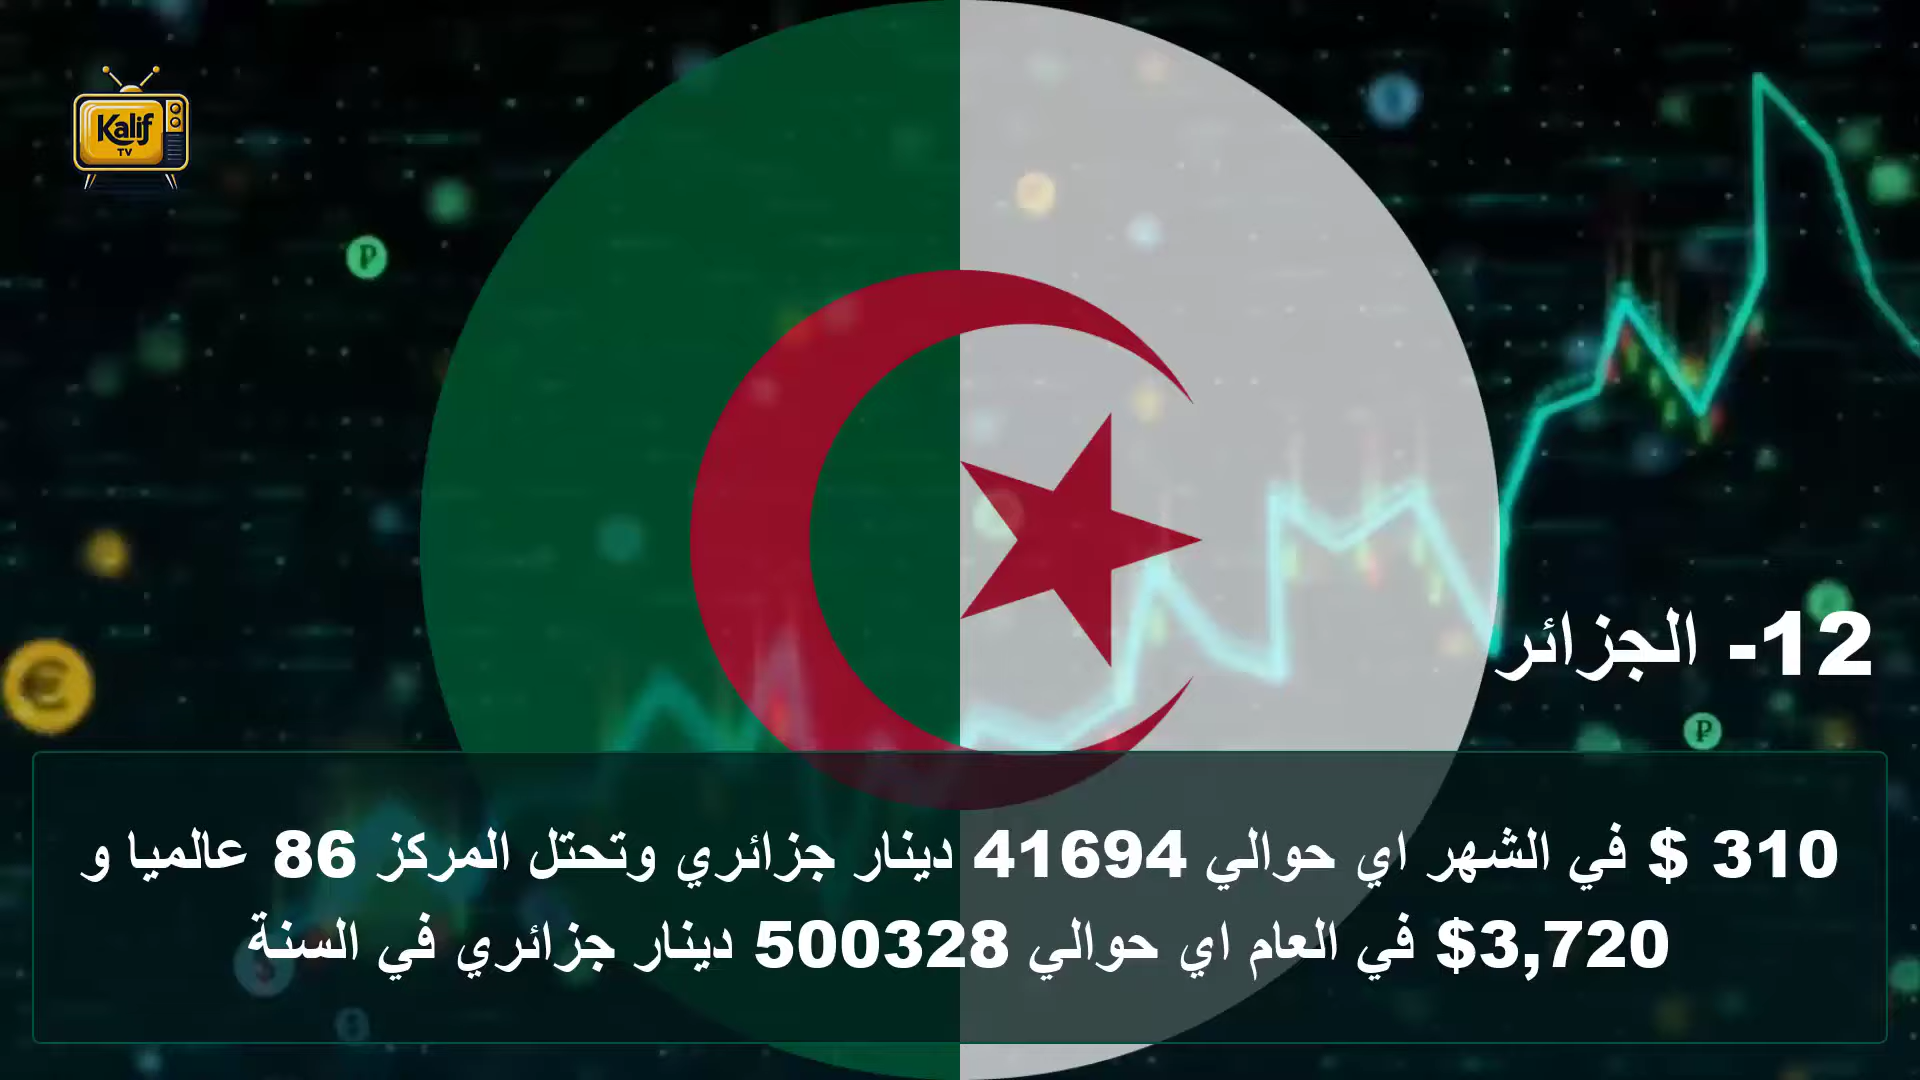 Kalif
TV
12- الجزائر
310 $ في الشهر اي حوالي 41694 دينار جزائري وتحتل المركز 86 عالميا و
$3,720 في العام اي حوالي 500328 دينار جزائري في السنة